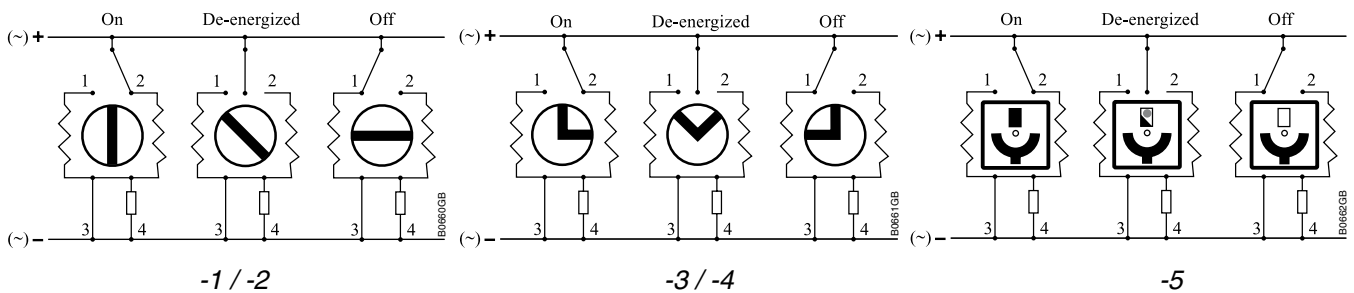 On De-energized Off
(~) +
1 2 1 2 1 2
3 4 3 4 3 4
(~) −
B0660GB
-1 / -2
On De-energized Off
(~) +
1 2 1 2 1 2
3 4 3 4 3 4
(~) −
B0661GB
-3 / -4
On De-energized Off
(~) +
1 2 1 2 1 2
3 4 3 4 3 4
(~) −
B0662GB
-5